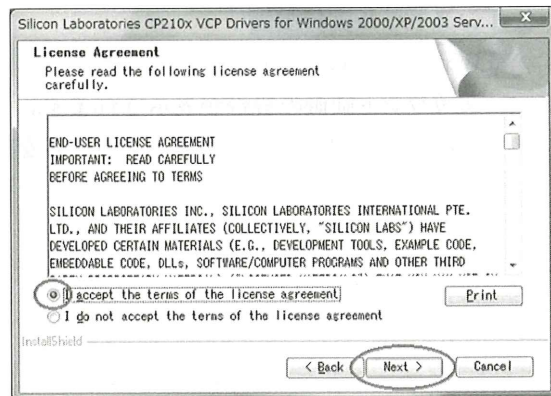 Silicon Laboratories CP210x VCP Drivers for Windows 2000/XP/2003 Serv...
License Agreement
Please read the following license agreement
carefully.
END-USER LICENSE AGREEMENT
IMPORTANT: READ CAREFULLY
BEFORE AGREEING TO TERMS
SILICON LABORATORIES INC., SILICON LABORATORIES INTERNATIONAL PTE.
LTD., AND THEIR AFFILIATES (COLLECTIVELY, "SILICON LABS") HAVE
DEVELOPED CERTAIN MATERIALS (E.G., DEVELOPMENT TOOLS, EXAMPLE CODE,
EMBEDDABLE CODE, DLLs, SOFTWARE/COMPUTER PROGRAMS AND OTHER THIRD
I accept the terms of the license agreement
Print
I do not accept the terms of the license agreement
InstallShield
< Back
Next >
Cancel